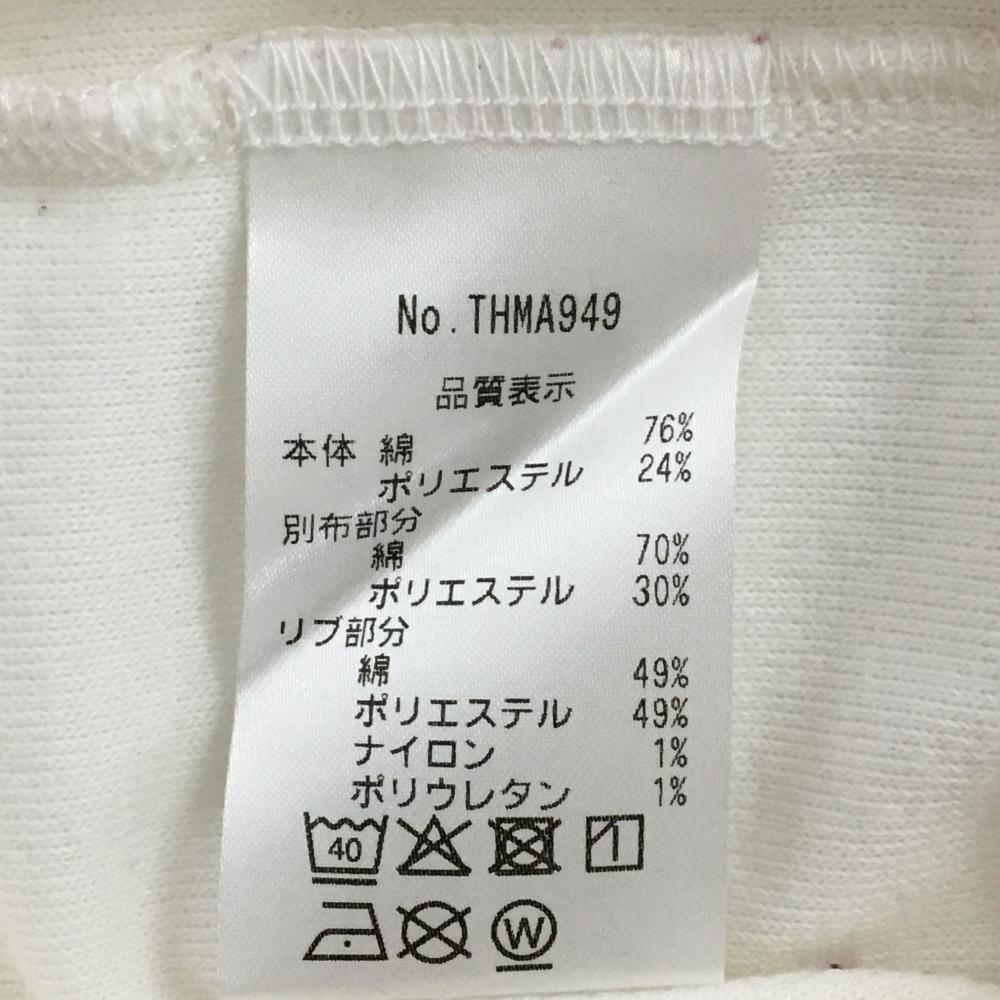 No.THMA949
品質表示
本体 綿 76%
ポリエステル 24%
別布部分
綿 70%
ポリエステル 30%
リブ部分
綿 49%
ポリエステル 49%
ナイロン 1%
ポリウレタン 1%
40
W